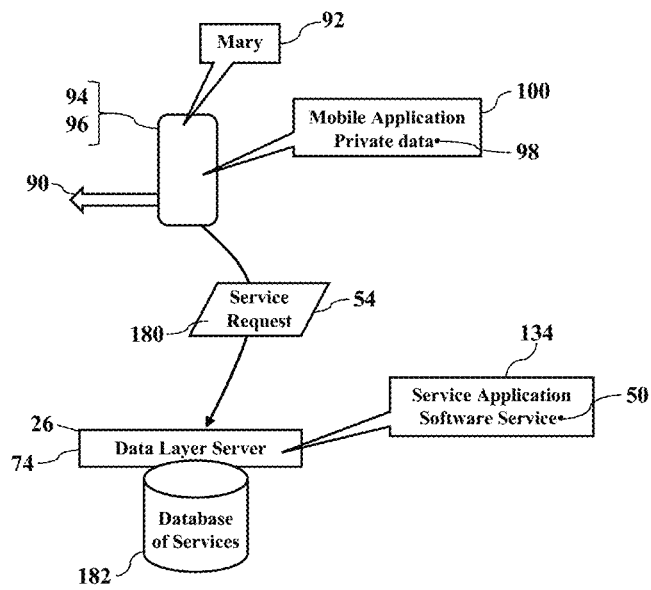 92
Mary
94
96
100
Mobile Application
Private data
98
90
Service
Request
54
180
134
Service Application
Software Service
50
26
Data Layer Server
74
Database
of Services
182